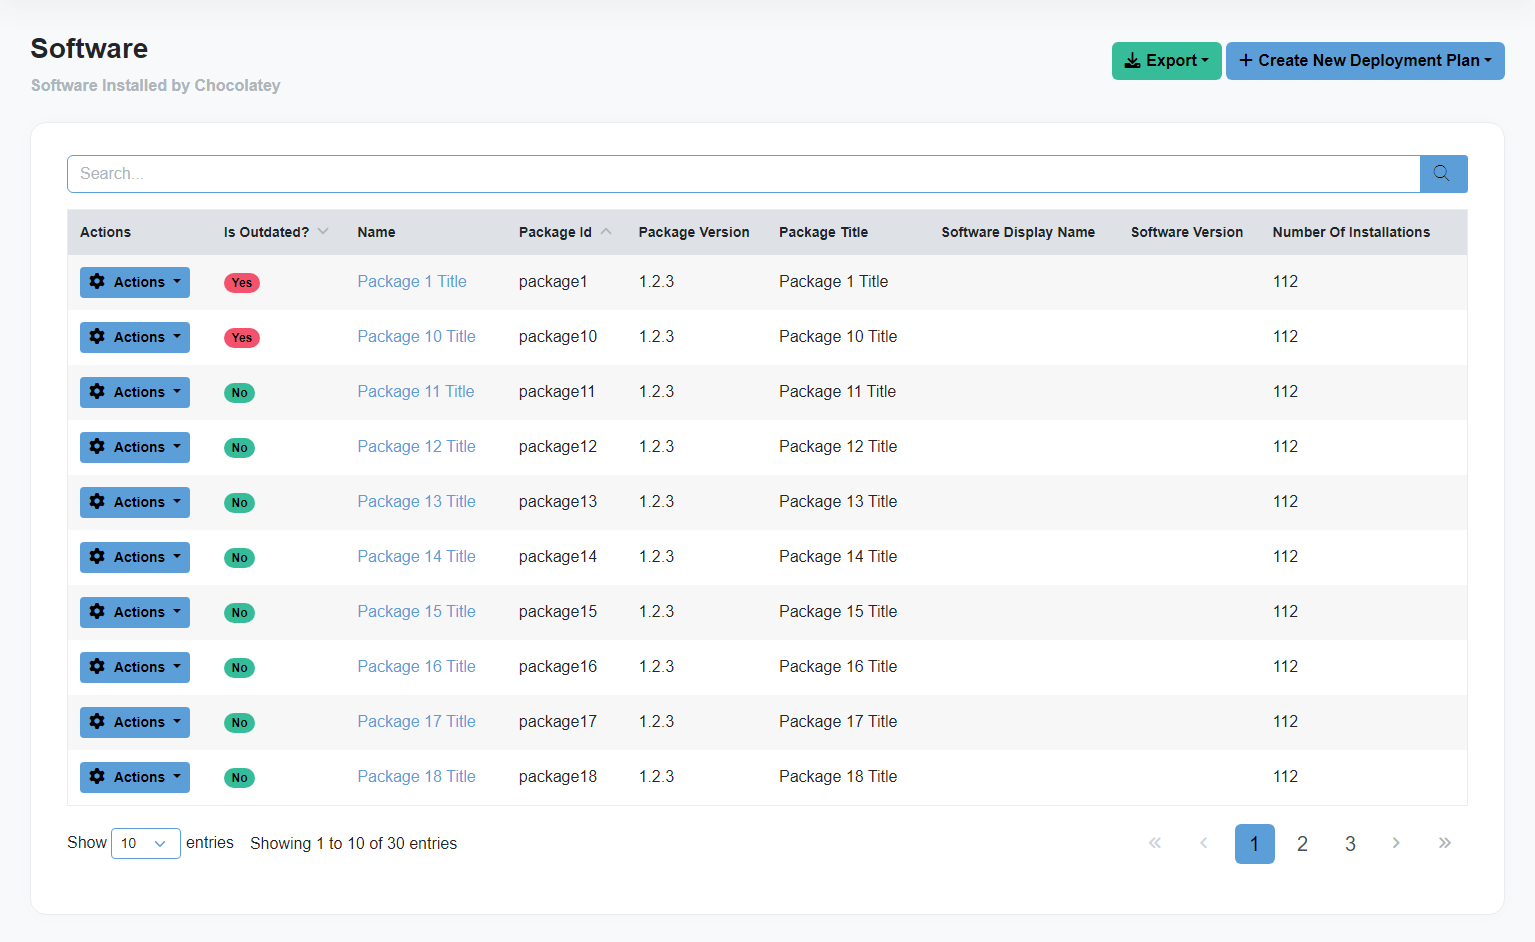 Software
Software Installed by Chocolatey
Export
Create New Deployment Plan
Search...
Actions Is Outdated? Name Package Id Package Version Package Title Software Display Name Software Version Number Of Installations
Actions Yes Package 1 Title package1 1.2.3 Package 1 Title 112
Actions Yes Package 10 Title package10 1.2.3 Package 10 Title 112
Actions No Package 11 Title package11 1.2.3 Package 11 Title 112
Actions No Package 12 Title package12 1.2.3 Package 12 Title 112
Actions No Package 13 Title package13 1.2.3 Package 13 Title 112
Actions No Package 14 Title package14 1.2.3 Package 14 Title 112
Actions No Package 15 Title package15 1.2.3 Package 15 Title 112
Actions No Package 16 Title package16 1.2.3 Package 16 Title 112
Actions No Package 17 Title package17 1.2.3 Package 17 Title 112
Actions No Package 18 Title package18 1.2.3 Package 18 Title 112
Show 10 entries Showing 1 to 10 of 30 entries « ‹ 1 2 3 › »